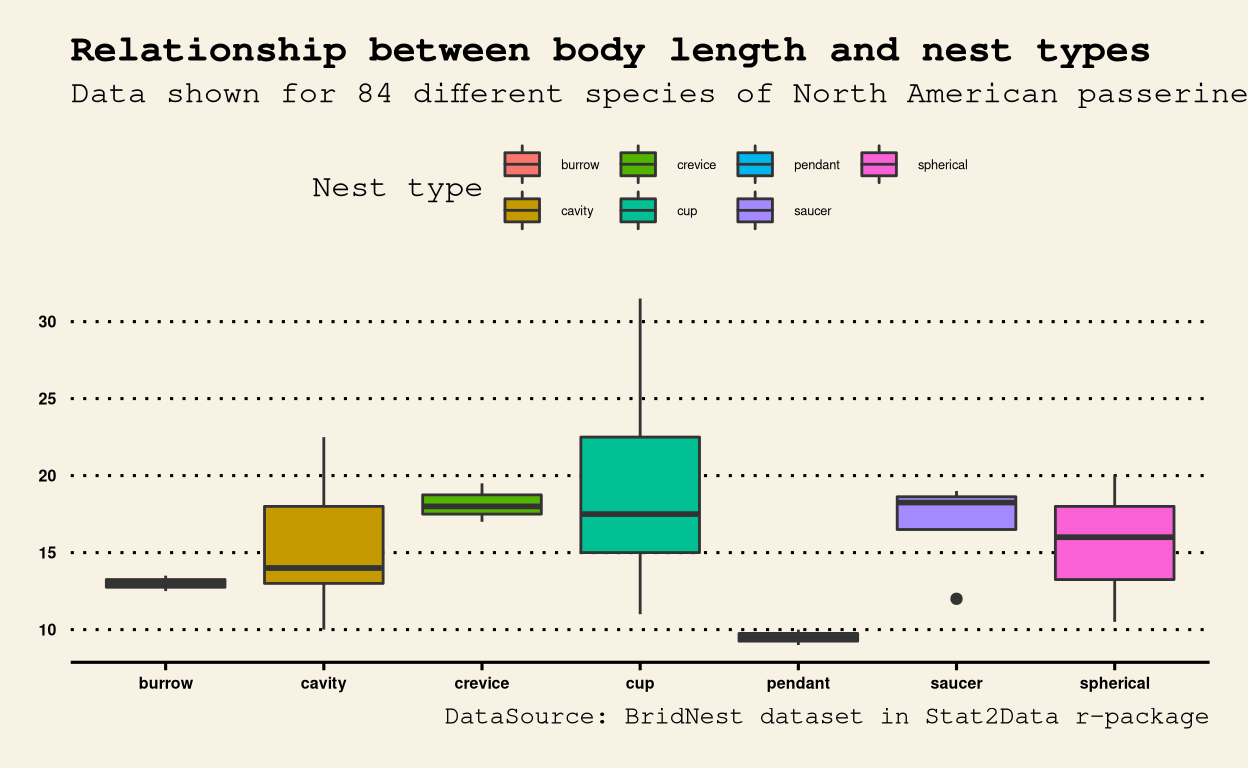 Relationship between body length and nest types
Data shown for 84 different species of North American passerine
Nest type
burrow crevice pendant spherical
cavity cup saucer
30
25
20
15
10
burrow cavity crevice cup pendant saucer spherical
DataSource: BridNest dataset in Stat2Data r-package